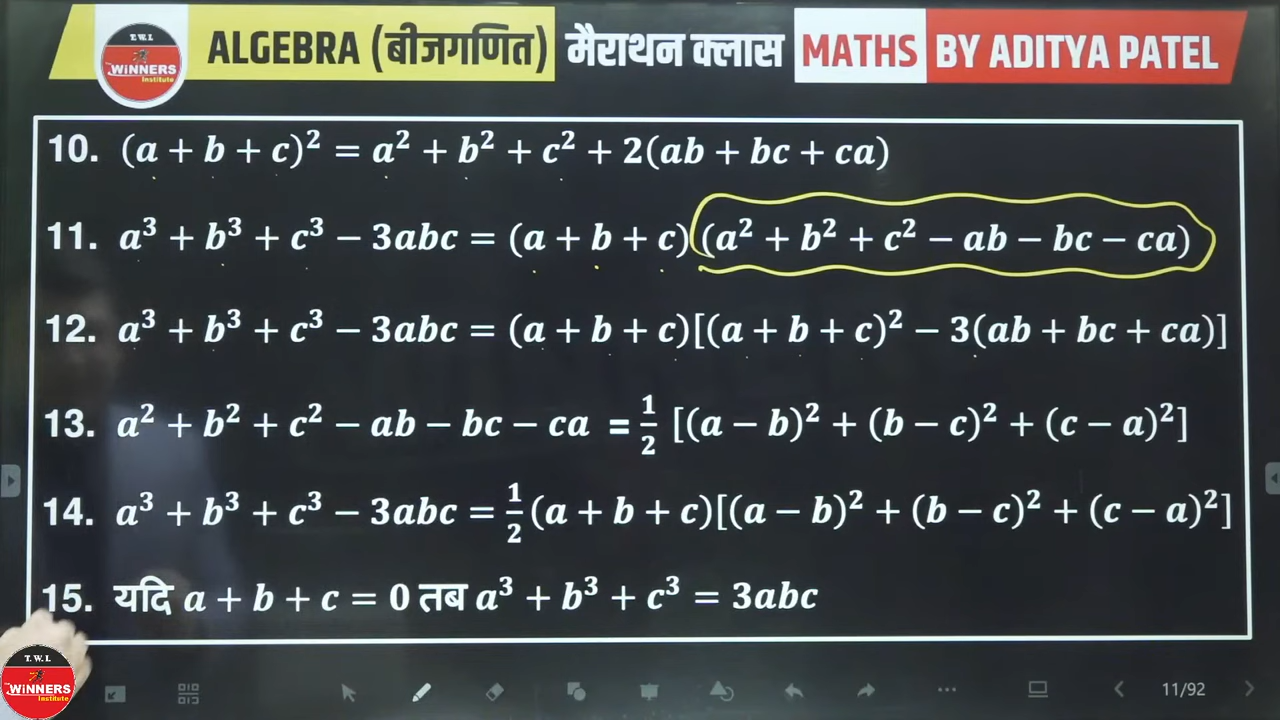 T.W.I.
The WiNNERS
Institute
ALGEBRA (बीजगणित) मैराथन क्लास MATHS BY ADITYA PATEL
10. (a + b + c)² = a² + b² + c² + 2(ab + bc + ca)
11. a³ + b³ + c³ − 3abc = (a + b + c)(a² + b² + c² − ab − bc − ca)
12. a³ + b³ + c³ − 3abc = (a + b + c)[(a + b + c)² − 3(ab + bc + ca)]
13. a² + b² + c² − ab − bc − ca = 1/2 [(a − b)² + (b − c)² + (c − a)²]
14. a³ + b³ + c³ − 3abc = 1/2 (a + b + c)[(a − b)² + (b − c)² + (c − a)²]
15. यदि a + b + c = 0 तब a³ + b³ + c³ = 3abc
T.W.I.
The WiNNERS
Institute
11/92